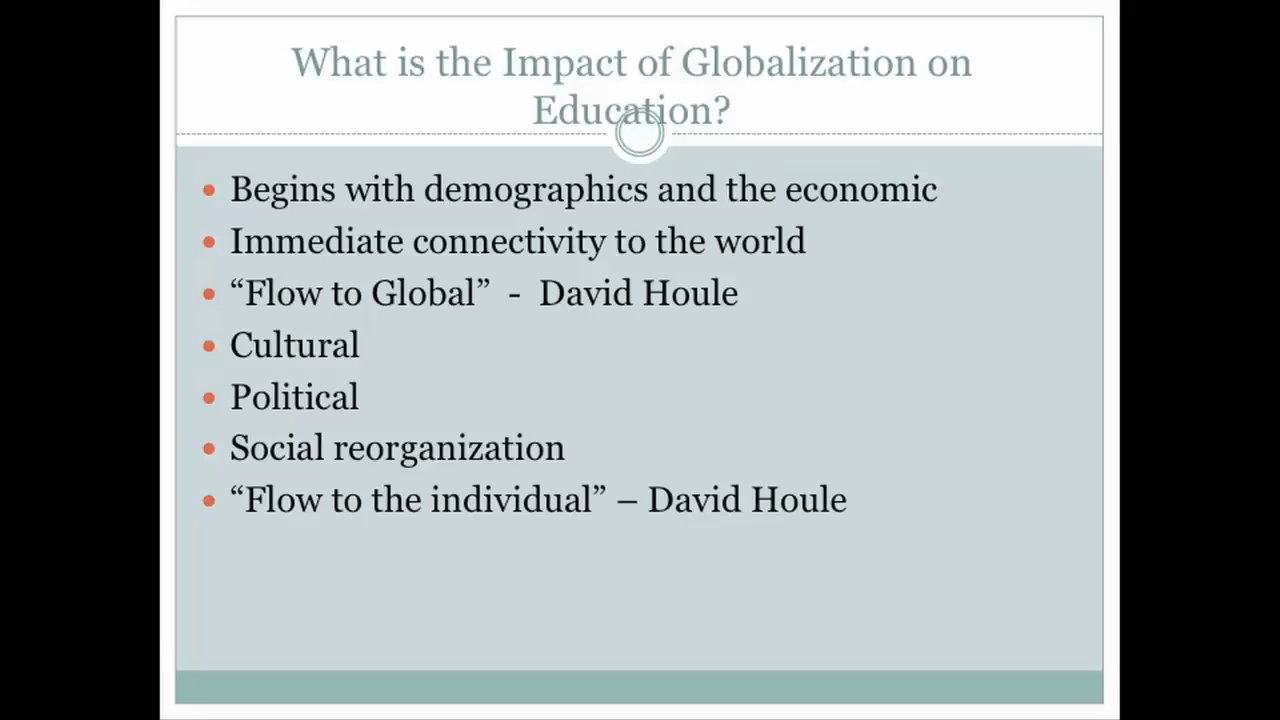 What is the Impact of Globalization on
Education?
• Begins with demographics and the economic
• Immediate connectivity to the world
• “Flow to Global”  -  David Houle
• Cultural
• Political
• Social reorganization
• “Flow to the individual” – David Houle